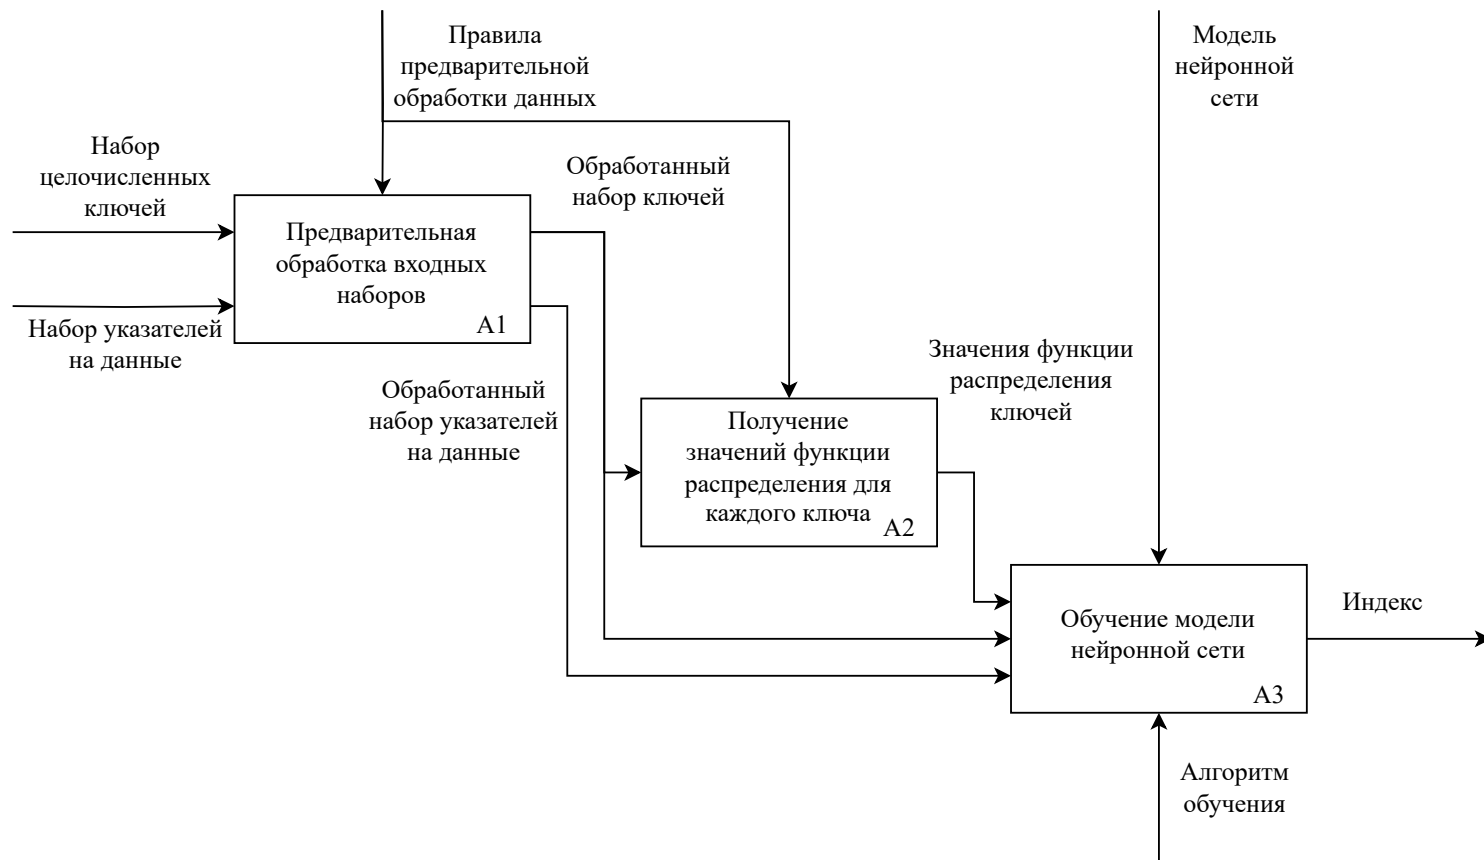 Правила
предварительной
обработки данных
Модель
нейронной
сети
Набор
целочисленных
ключей
Обработанный
набор ключей
Предварительная
обработка входных
наборов
A1
Набор указателей
на данные
Обработанный
набор указателей
на данные
Значения функции
распределения
ключей
Получение
значений функции
распределения для
каждого ключа
A2
Обучение модели
нейронной сети
A3
Индекс
Алгоритм
обучения